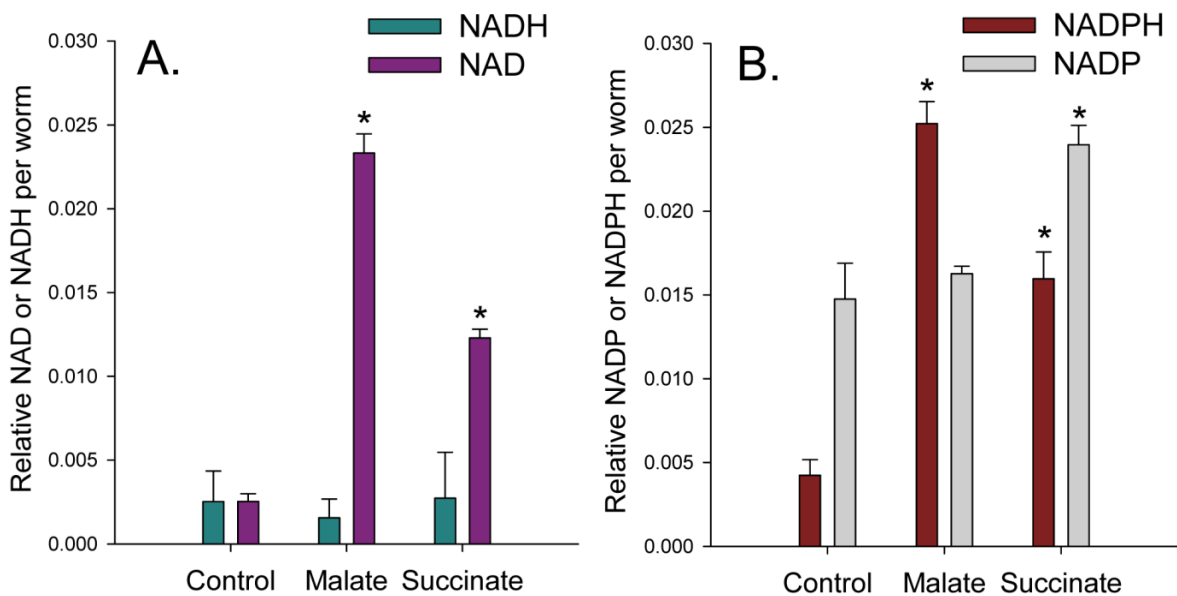 A.
NADH
NAD
Relative NAD or NADH per worm
0.030
0.025
0.020
0.015
0.010
0.005
0.000
*
*
Control Malate Succinate
B.
NADPH
NADP
Relative NADP or NADPH per worm
0.030
0.025
0.020
0.015
0.010
0.005
0.000
*
*
*
Control Malate Succinate